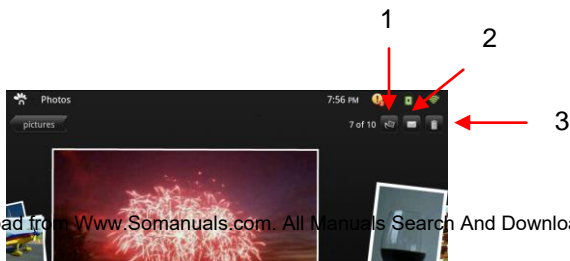 1
2
Photos 7:56 PM
pictures 7 of 10
3
ad from Www.Somanuals.com. All Manuals Search And Downloa